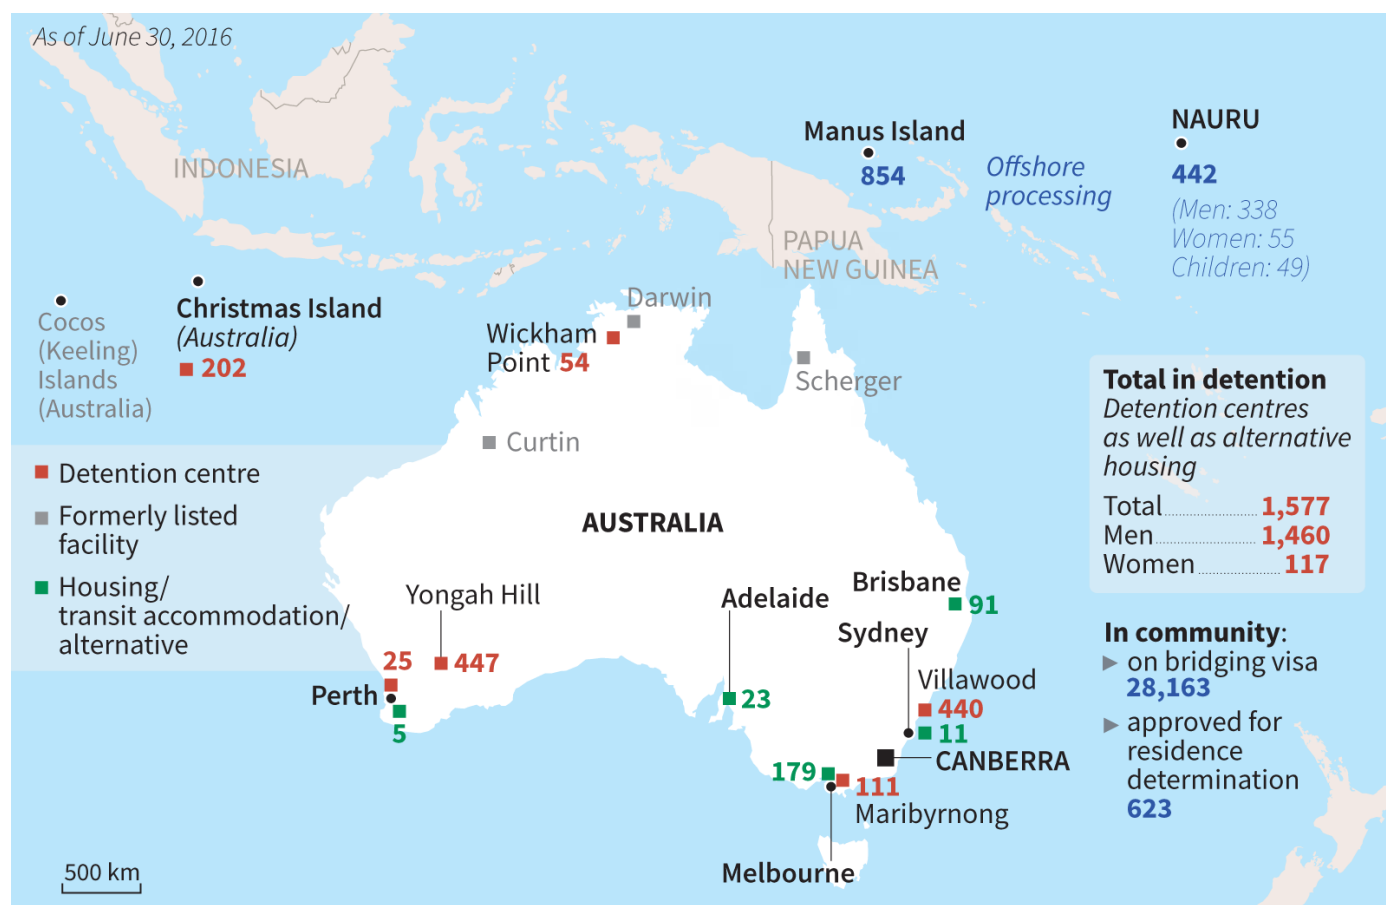 As of June 30, 2016
INDONESIA
Manus Island
854
Offshore
processing
NAURU
442
(Men: 338
Women: 55
Children: 49)
PAPUA
NEW GUINEA
Cocos
(Keeling)
Islands
(Australia)
Christmas Island
(Australia)
202
Darwin
Wickham
Point 54
Scherger
Curtin
Detention centre
Formerly listed
facility
Housing/
transit accommodation/
alternative
AUSTRALIA
Total in detention
Detention centres
as well as alternative
housing
Total 1,577
Men 1,460
Women 117
Yongah Hill
447
25
Perth
5
Adelaide
23
Brisbane
91
Sydney
Villawood
440
11
CANBERRA
179
111
Maribyrnong
Melbourne
In community:
on bridging visa
28,163
approved for
residence
determination
623
500 km